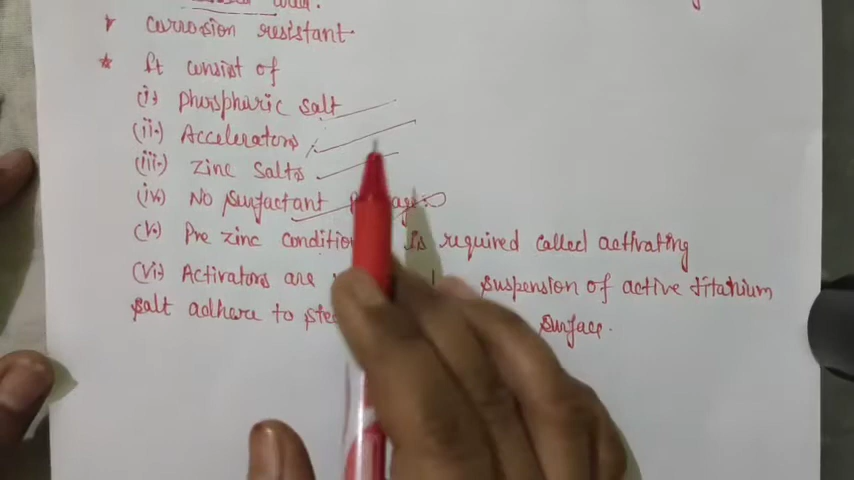 corrosion resistant.
It consist of
(i) Phosphoric salt
(ii.) Accelerators
(iii.) Zinc Salts
(iv) No Surfactant
(v.) Pre zinc condition is required called activating
(vi) Activators are suspension of active titanium
salt adhere to surface.